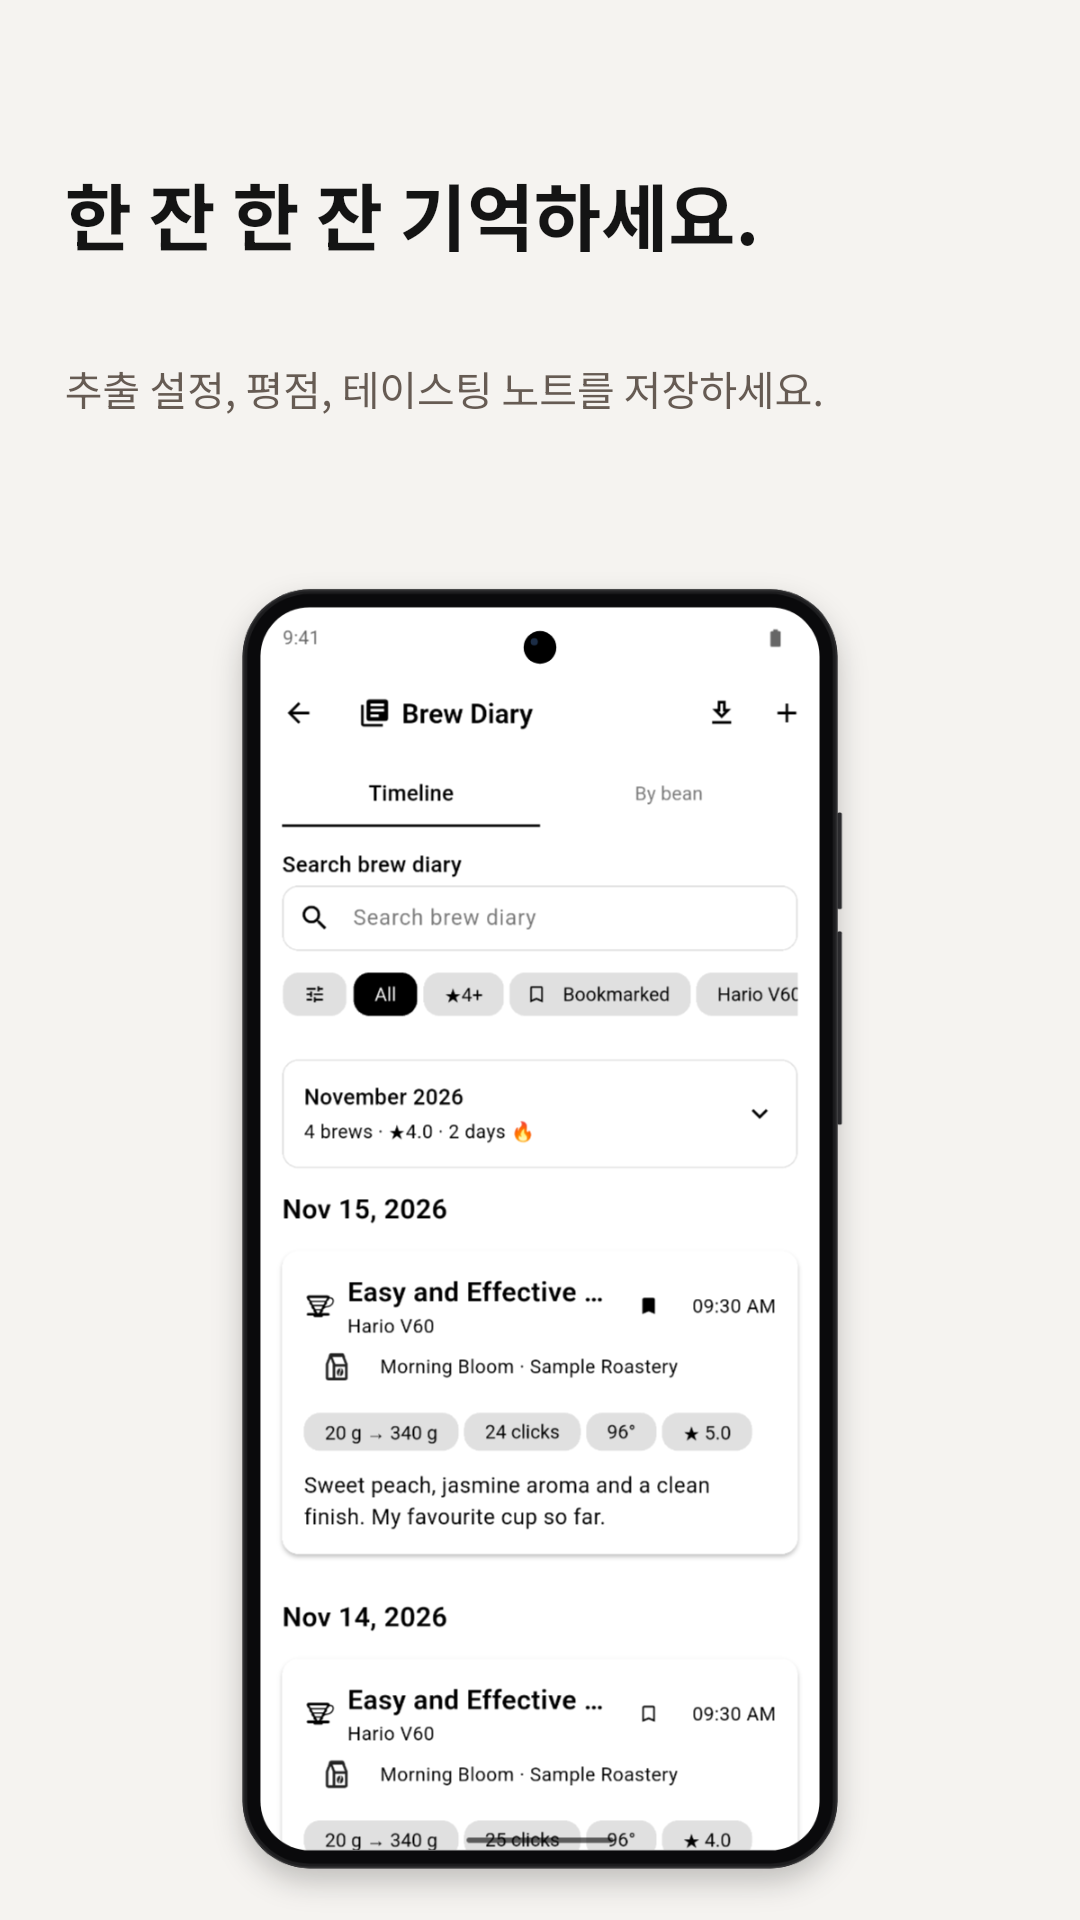 한 잔 한 잔 기억하세요.
추출 설정, 평점, 테이스팅 노트를 저장하세요.
9:41
Brew Diary
Timeline
By bean
Search brew diary
Search brew diary
All
★4+
Bookmarked
Hario V60
November 2026
4 brews · ★4.0 · 2 days 🔥
Nov 15, 2026
Easy and Effective ...
09:30 AM
Hario V60
Morning Bloom · Sample Roastery
20 g → 340 g
24 clicks
96°
★ 5.0
Sweet peach, jasmine aroma and a clean
finish. My favourite cup so far.
Nov 14, 2026
Easy and Effective ...
09:30 AM
Hario V60
Morning Bloom · Sample Roastery
20 g → 340 g
25 clicks
96°
★ 4.0